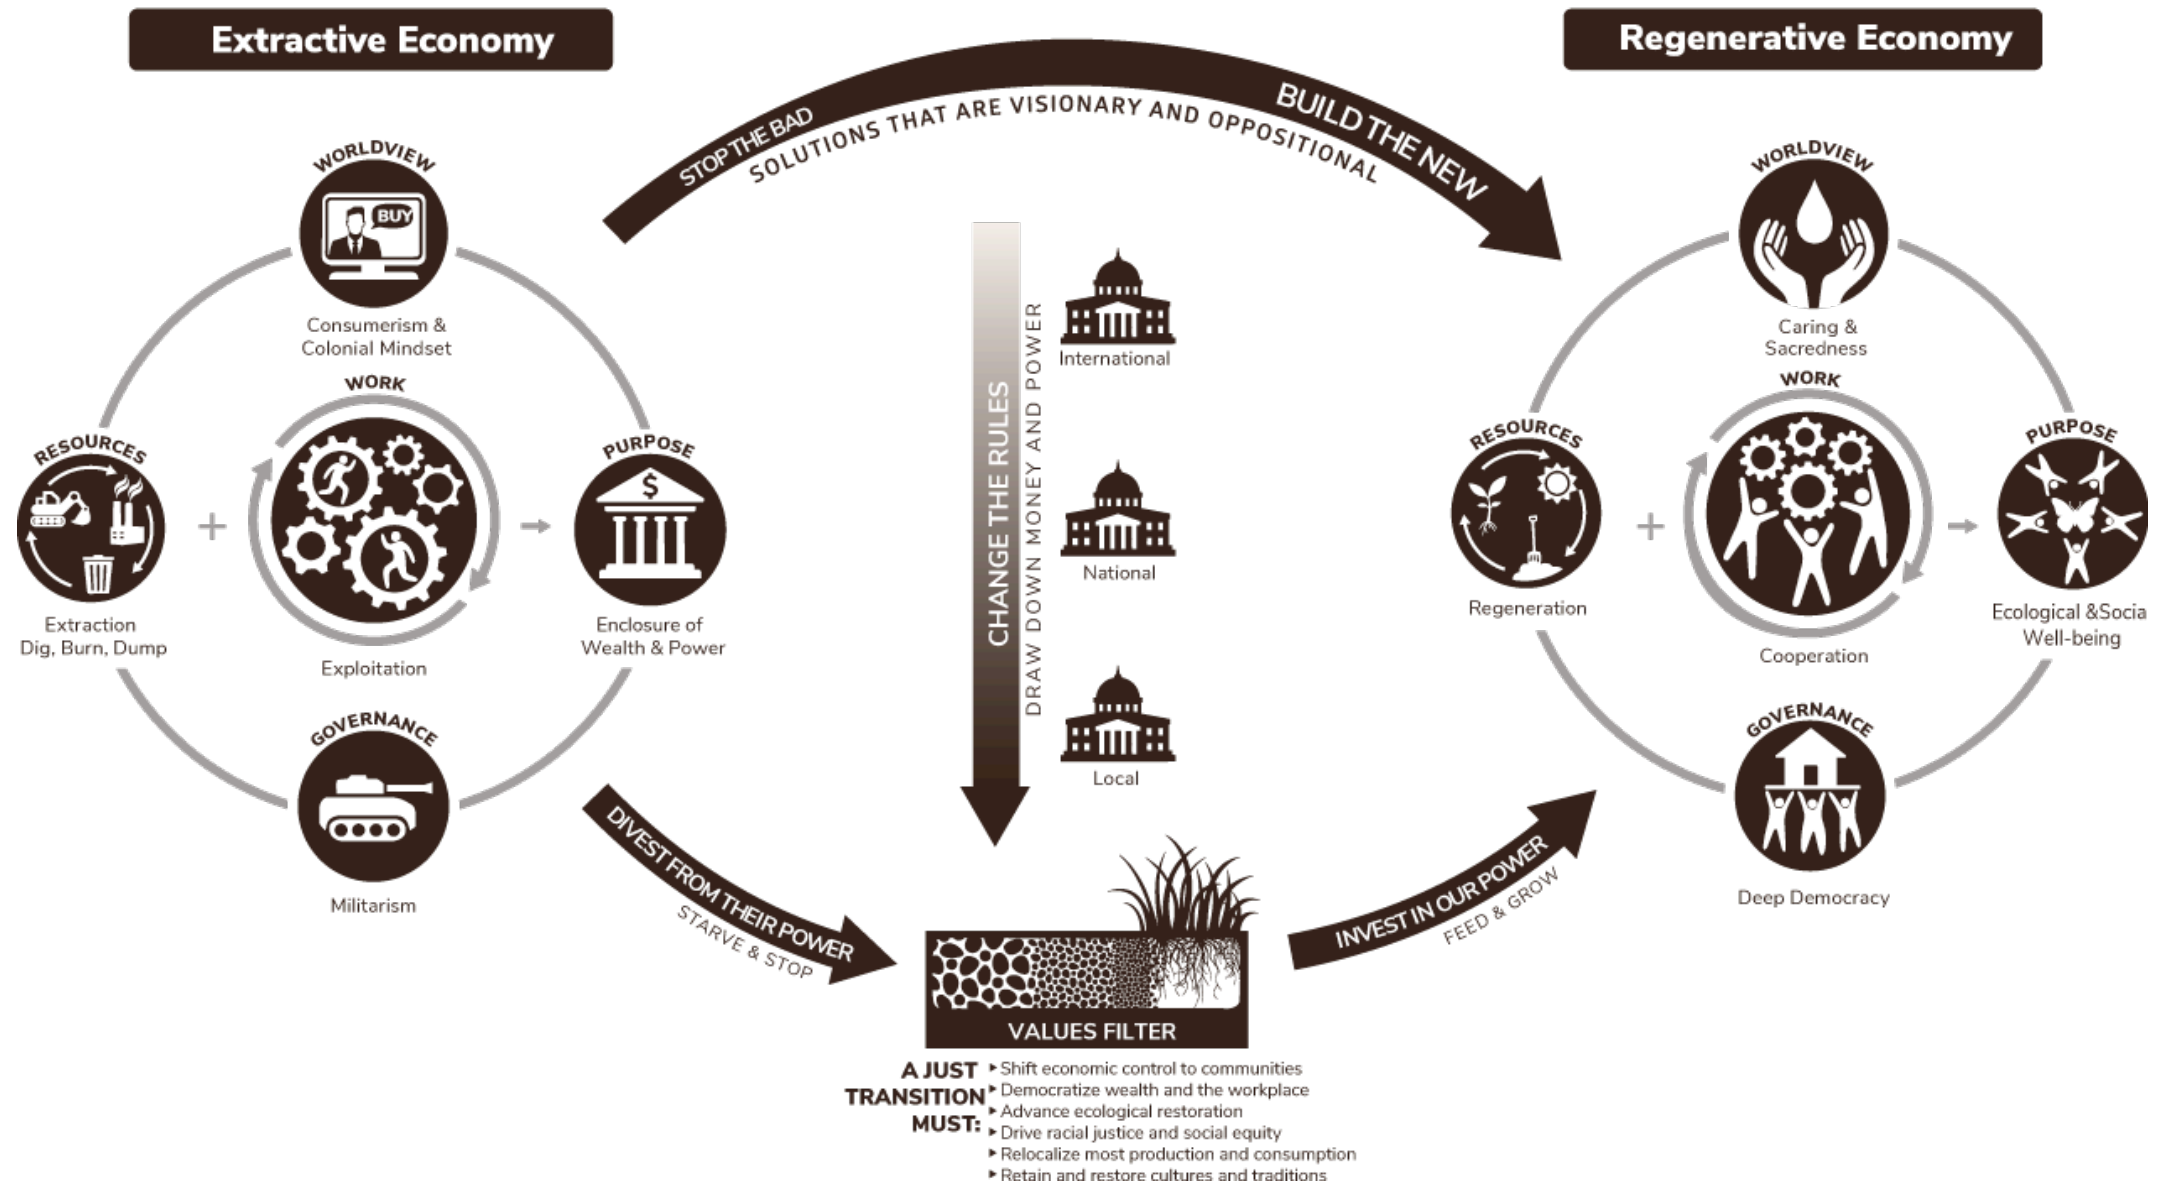 Extractive Economy
Regenerative Economy
STOP THE BAD
BUILD THE NEW
SOLUTIONS THAT ARE VISIONARY AND OPPOSITIONAL
WORLDVIEW
BUY
Consumerism &
Colonial Mindset
WORK
Exploitation
RESOURCES
Extraction
Dig, Burn, Dump
+
PURPOSE
$
Enclosure of
Wealth & Power
GOVERNANCE
Militarism
CHANGE THE RULES
DRAW DOWN MONEY AND POWER
International
National
Local
DIVEST FROM THEIR POWER
STARVE & STOP
INVEST IN OUR POWER
FEED & GROW
VALUES FILTER
A JUST
TRANSITION
MUST:
Shift economic control to communities
Democratize wealth and the workplace
Advance ecological restoration
Drive racial justice and social equity
Relocalize most production and consumption
Retain and restore cultures and traditions
WORLDVIEW
Caring &
Sacredness
WORK
Cooperation
RESOURCES
Regeneration
+
PURPOSE
Ecological &Socia
Well-being
GOVERNANCE
Deep Democracy